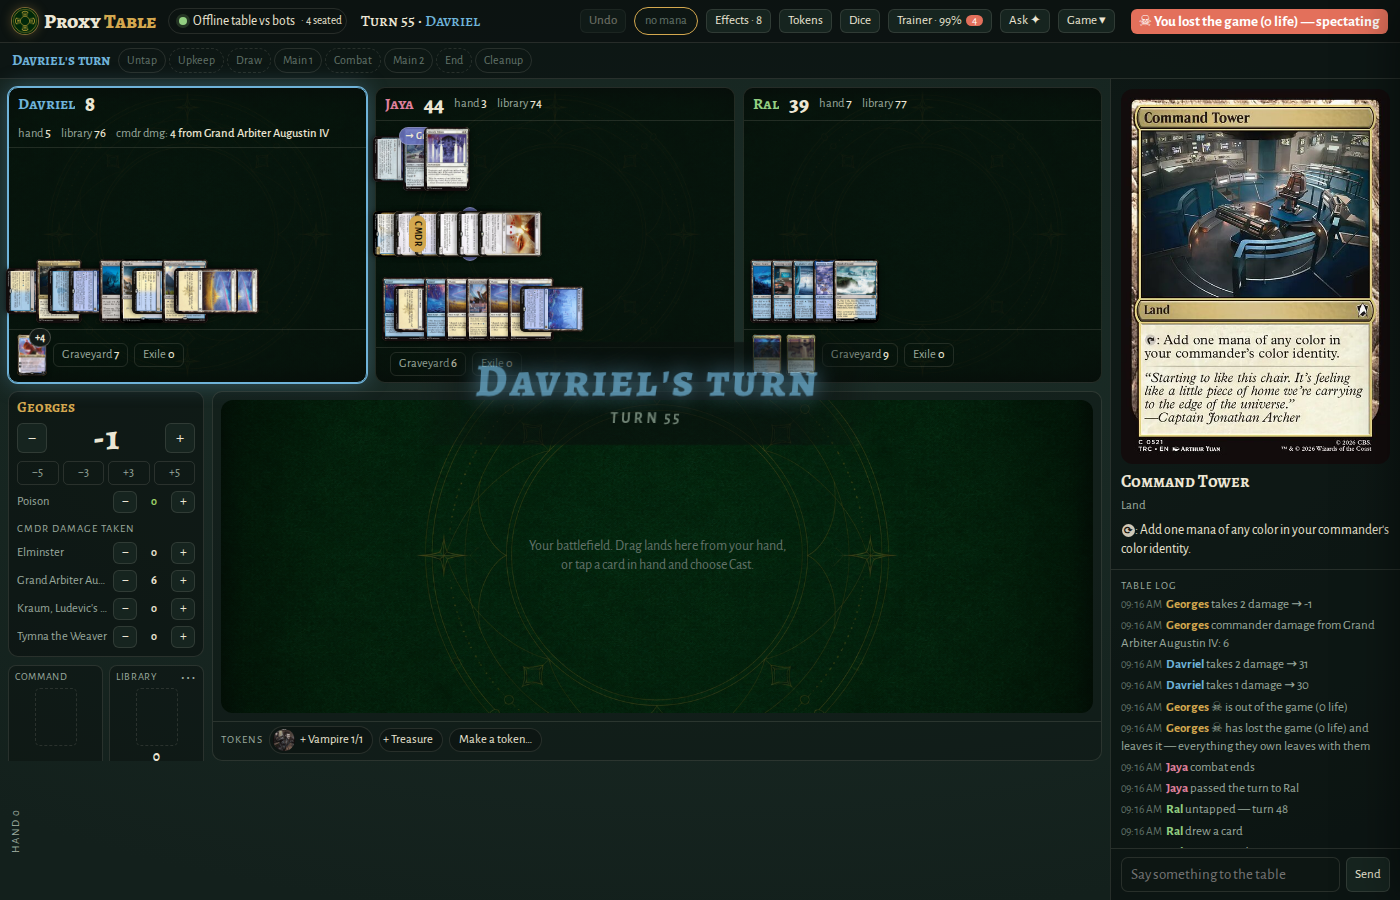 Proxy Table
Offline table vs bots · 4 seated
Turn 55 · Davriel
Undo
no mana
Effects · 8
Tokens
Dice
Trainer · 99% 4
Ask ✦
Game ▾
☠ You lost the game (0 life) — spectating
Davriel's turn
Untap
Upkeep
Draw
Main 1
Combat
Main 2
End
Cleanup
Davriel 8
hand 5 library 76 cmdr dmg: 4 from Grand Arbiter Augustin IV
+4
Graveyard 7
Exile 0
Jaya 44 hand 3 library 74
→ G
CMDR
Graveyard 6
Exile 0
Ral 39 hand 7 library 77
Graveyard 9
Exile 0
Davriel's turn
Turn 55
Georges
−
-1
+
−5
−3
+3
+5
Poison − 0 +
CMDR DAMAGE TAKEN
Elminster − 0 +
Grand Arbiter Au... − 6 +
Kraum, Ludevic's ... − 0 +
Tymna the Weaver − 0 +
COMMAND
LIBRARY ...
0
Your battlefield. Drag lands here from your hand,
or tap a card in hand and choose Cast.
TOKENS
+ Vampire 1/1
+ Treasure
Make a token...
HAND 0
Command Tower
Land
: Add one mana of any color in
your commander's color identity.
"Starting to like this chair. It's feeling
like a little piece of home we're carrying
to the edge of the universe."
—Captain Jonathan Archer
C 0521
TRC • EN Arthur Yuan
© 2026 CBS.
™ & © 2026 Wizards of the Coast
Command Tower
Land
: Add one mana of any color in your commander's
color identity.
TABLE LOG
09:16 AM Georges takes 2 damage → -1
09:16 AM Georges commander damage from Grand
Arbiter Augustin IV: 6
09:16 AM Davriel takes 2 damage → 31
09:16 AM Davriel takes 1 damage → 30
09:16 AM Georges ☠ is out of the game (0 life)
09:16 AM Georges ☠ has lost the game (0 life) and
leaves it — everything they own leaves with them
09:16 AM Jaya combat ends
09:16 AM Jaya passed the turn to Ral
09:16 AM Ral untapped — turn 48
09:16 AM Ral drew a card
Say something to the table
Send